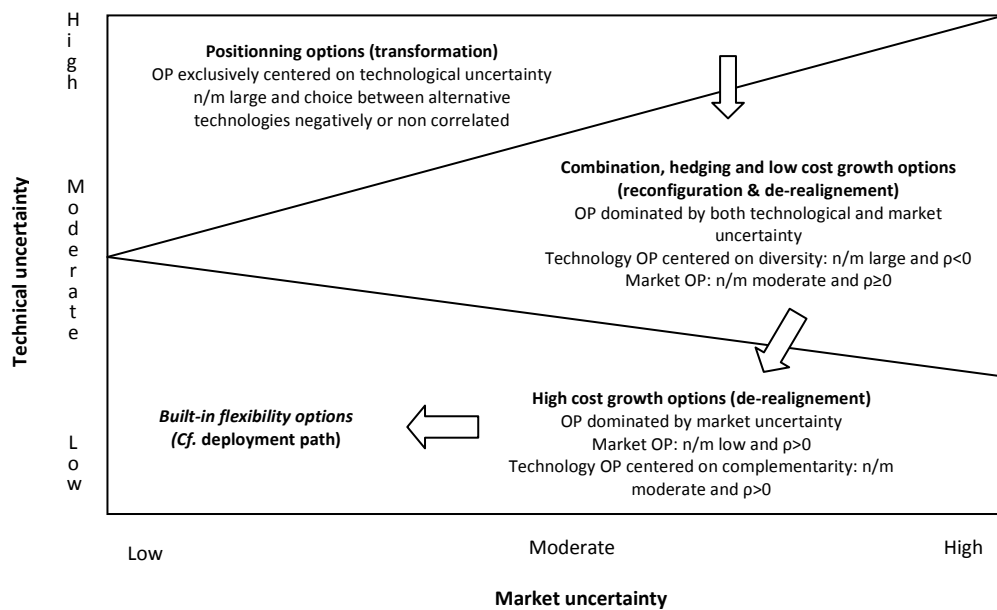 High
Positionning options (transformation)
OP exclusively centered on technological uncertainty
n/m large and choice between alternative
technologies negatively or non correlated
Technical uncertainty
Moderate
Combination, hedging and low cost growth options
(reconfiguration & de-realignement)
OP dominated by both technological and market
uncertainty
Technology OP centered on diversity: n/m large and ρ<0
Market OP: n/m moderate and ρ≥0
Low
Built-in flexibility options
(Cf. deployment path)
High cost growth options (de-realignement)
OP dominated by market uncertainty
Market OP: n/m low and ρ>0
Technology OP centered on complementarity: n/m
moderate and ρ>0
Low
Moderate
High
Market uncertainty